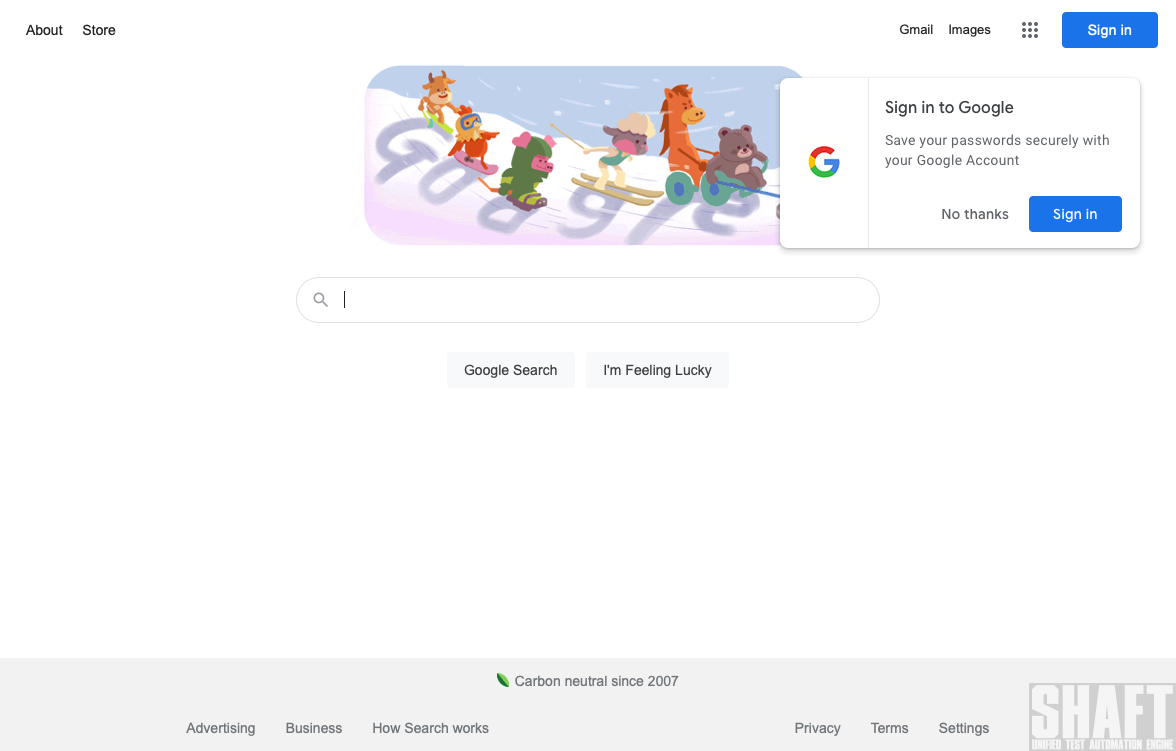 About Store
Gmail Images
Sign in
Google
Sign in to Google
Save your passwords securely with
your Google Account
No thanks
Sign in
Google Search
I'm Feeling Lucky
Carbon neutral since 2007
Advertising Business How Search works
Privacy Terms Settings
SHAFT
UNIFIED TEST AUTOMATION ENGINE